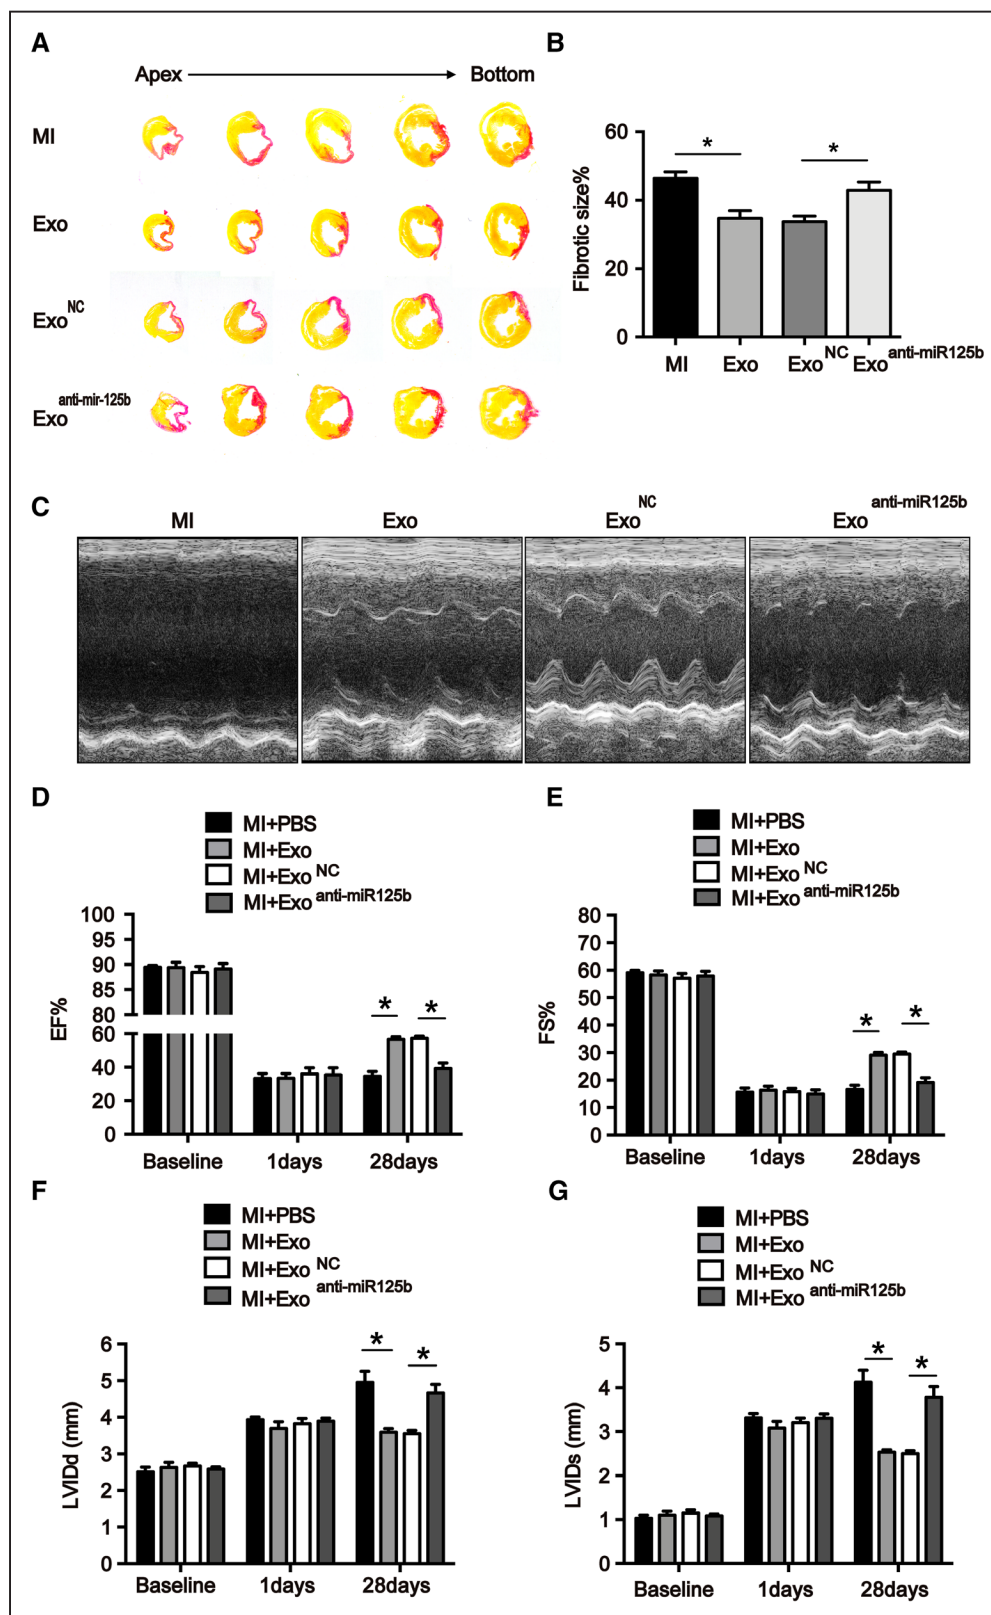 A
Apex
Bottom
MI
Exo
Exo NC
Exo anti-mir-125b
B
Fibrotic size%
60
40
20
0
*
*
MI
Exo
Exo NC
Exo anti-miR125b
C
MI
Exo
Exo NC
Exo anti-miR125b
D
MI+PBS
MI+Exo
MI+Exo NC
MI+Exo anti-miR125b
EF%
100
95
90
85
80
60
40
20
0
*
*
Baseline
1days
28days
E
MI+PBS
MI+Exo
MI+Exo NC
MI+Exo anti-miR125b
FS%
80
70
60
50
40
30
20
10
0
*
*
Baseline
1days
28days
F
MI+PBS
MI+Exo
MI+Exo NC
MI+Exo anti-miR125b
LVIDd (mm)
6
5
4
3
2
1
0
*
*
Baseline
1days
28days
G
MI+PBS
MI+Exo
MI+Exo NC
MI+Exo anti-miR125b
LVIDs (mm)
5
4
3
2
1
0
*
*
Baseline
1days
28days